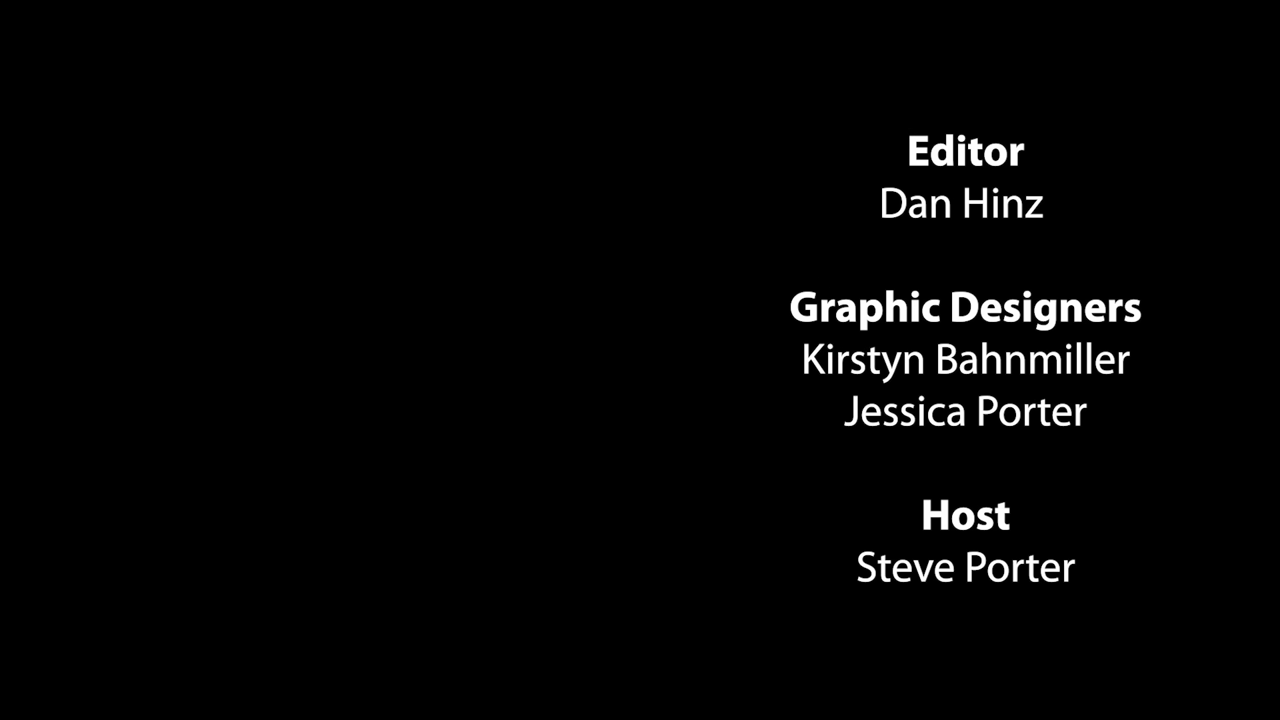 Editor
Dan Hinz
Graphic Designers
Kirstyn Bahnmiller
Jessica Porter
Host
Steve Porter